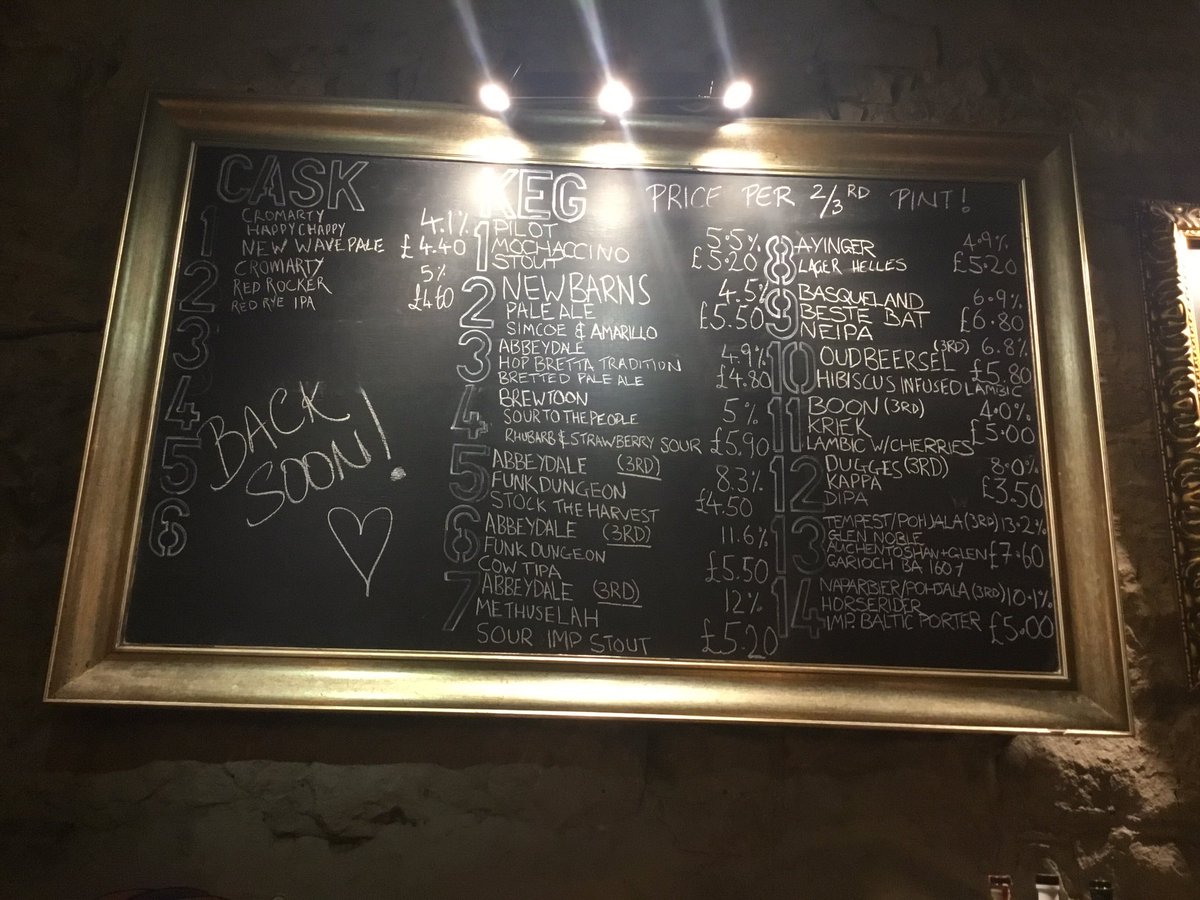 CASK
1
CROMARTY
HAPPY CHAPPY 4.1%
NEW WAVE PALE £4.40
2
CROMARTY 5%
RED ROCKER
RED RYE IPA £4.60
3
4
5
6
BACK
SOON!
KEG PRICE PER 2/3RD PINT!
1
PILOT
MOCHACCINO 5.5%
STOUT £5.20
2
NEWBARNS 4.5%
PALE ALE £5.50
SIMCOE & AMARILLO
3
ABBEYDALE 4.9%
HOP BRETTA TRADITION
BRETTED PALE ALE £4.80
4
BREWTOON 5%
SOUR TO THE PEOPLE
RHUBARB & STRAWBERRY SOUR £5.90
5
ABBEYDALE (3RD) 8.3%
FUNK DUNGEON
STOCK THE HARVEST £4.50
6
ABBEYDALE (3RD) 11.6%
FUNK DUNGEON
COW TIPA £5.50
7
ABBEYDALE (3RD) 12%
METHUSELAH
SOUR IMP STOUT £5.20
8
AYINGER 4.9%
LAGER HELLES £5.20
9
BASQUELAND 6.9%
BESTE BAT £6.80
NEIPA
10
OUDBEERSEL (3RD) 6.8%
HIBISCUS INFUSED LAMBIC £5.80
11
BOON (3RD) 4.0%
KRIEK £5.00
LAMBIC W/CHERRIES
12
DUGGES (3RD) 8.0%
KAPPA £3.50
DIPA
13
TEMPEST/POHJALA (3RD) 13.2%
GLEN NOBLE
AUCHENTOSHAN + GLEN £7.60
GARIOCH BA 1607
14
NAPARBIER/POHJALA (3RD) 10.1%
HORSERIDER
IMP. BALTIC PORTER £5.00